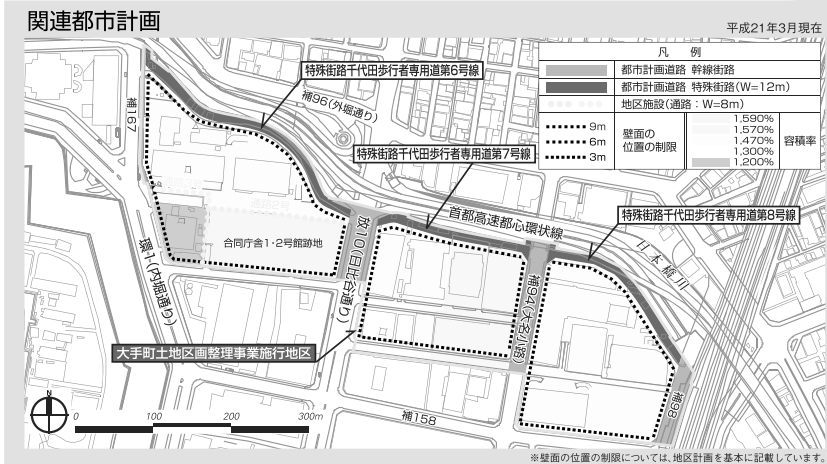 関連都市計画
平成21年3月現在
凡 例
都市計画道路 幹線街路
都市計画道路 特殊街路(W=12m)
地区施設(通路：W=8m)
9m
6m
3m
壁面の
位置の制限
1,590%
1,570%
1,470%
1,300%
1,200%
容積率
特殊街路千代田歩行者専用道第6号線
補96(外堀通り)
補167
特殊街路千代田歩行者専用道第7号線
首都高速都心環状線
特殊街路千代田歩行者専用道第8号線
日本橋川
通路2号
合同庁舎1・2号館跡地
環1(内堀通り)
放10(日比谷通り)
補94(大名小路)
大手町土地区画整理事業施行地区
補98
補158
N
0 100 200 300m
※壁面の位置の制限については、地区計画を基本に記載しています。